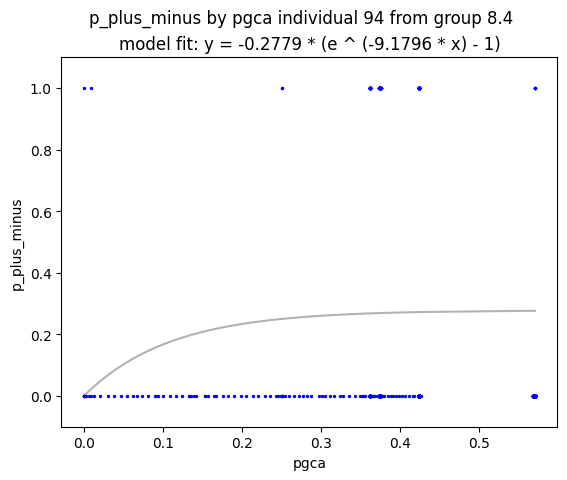 p_plus_minus by pgca individual 94 from group 8.4
model fit: y = -0.2779 * (e ^ (-9.1796 * x) - 1)
1.0
0.8
0.6
0.4
0.2
0.0
p_plus_minus
0.0 0.1 0.2 0.3 0.4 0.5
pgca